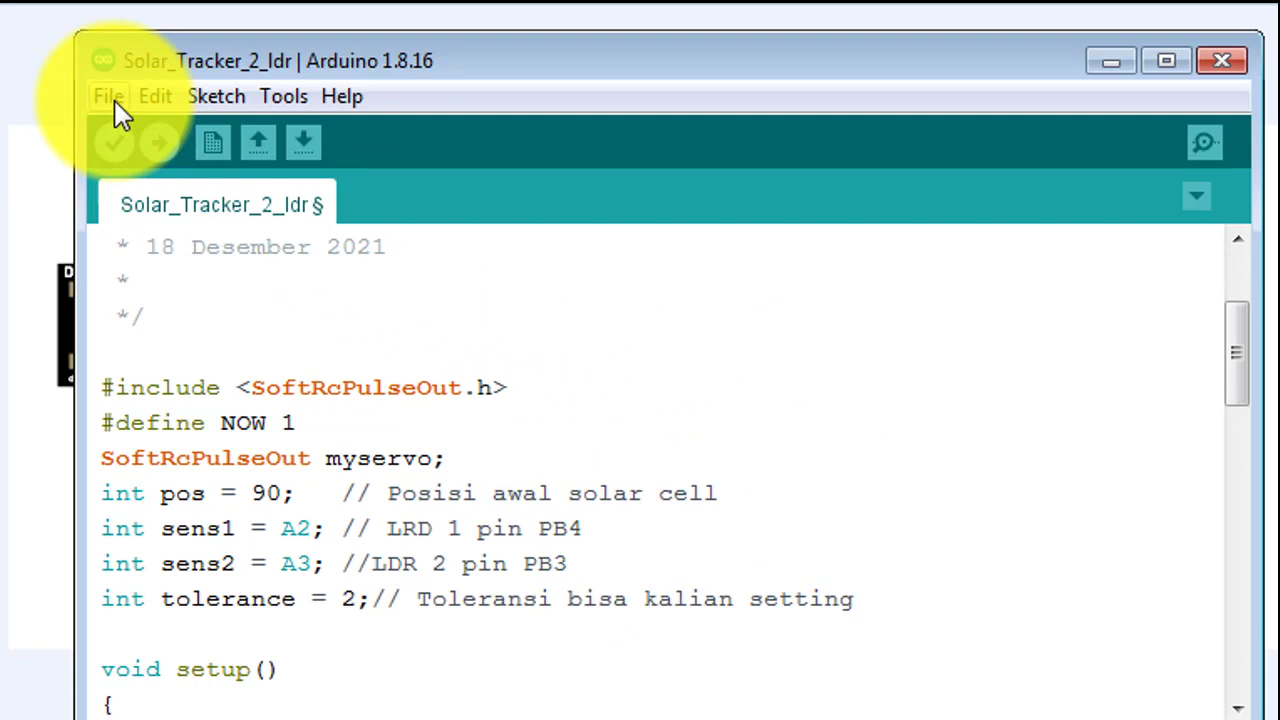 Solar_Tracker_2_ldr | Arduino 1.8.16
File Edit Sketch Tools Help
Solar_Tracker_2_ldr §
* 18 Desember 2021
*
*/
#include <SoftRcPulseOut.h>
#define NOW 1
SoftRcPulseOut myservo;
int pos = 90; // Posisi awal solar cell
int sens1 = A2; // LRD 1 pin PB4
int sens2 = A3; //LDR 2 pin PB3
int tolerance = 2;// Toleransi bisa kalian setting
void setup()
{